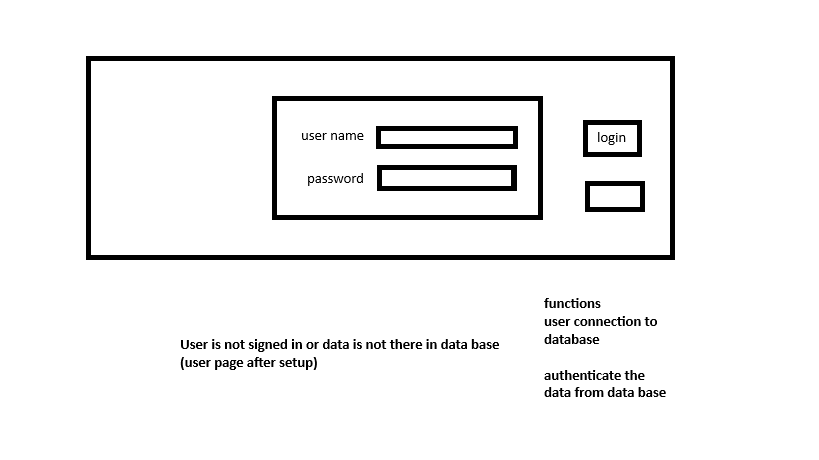 user name
login
password
functions
user connection to
database
User is not signed in or data is not there in data base
(user page after setup)
authenticate the
data from data base